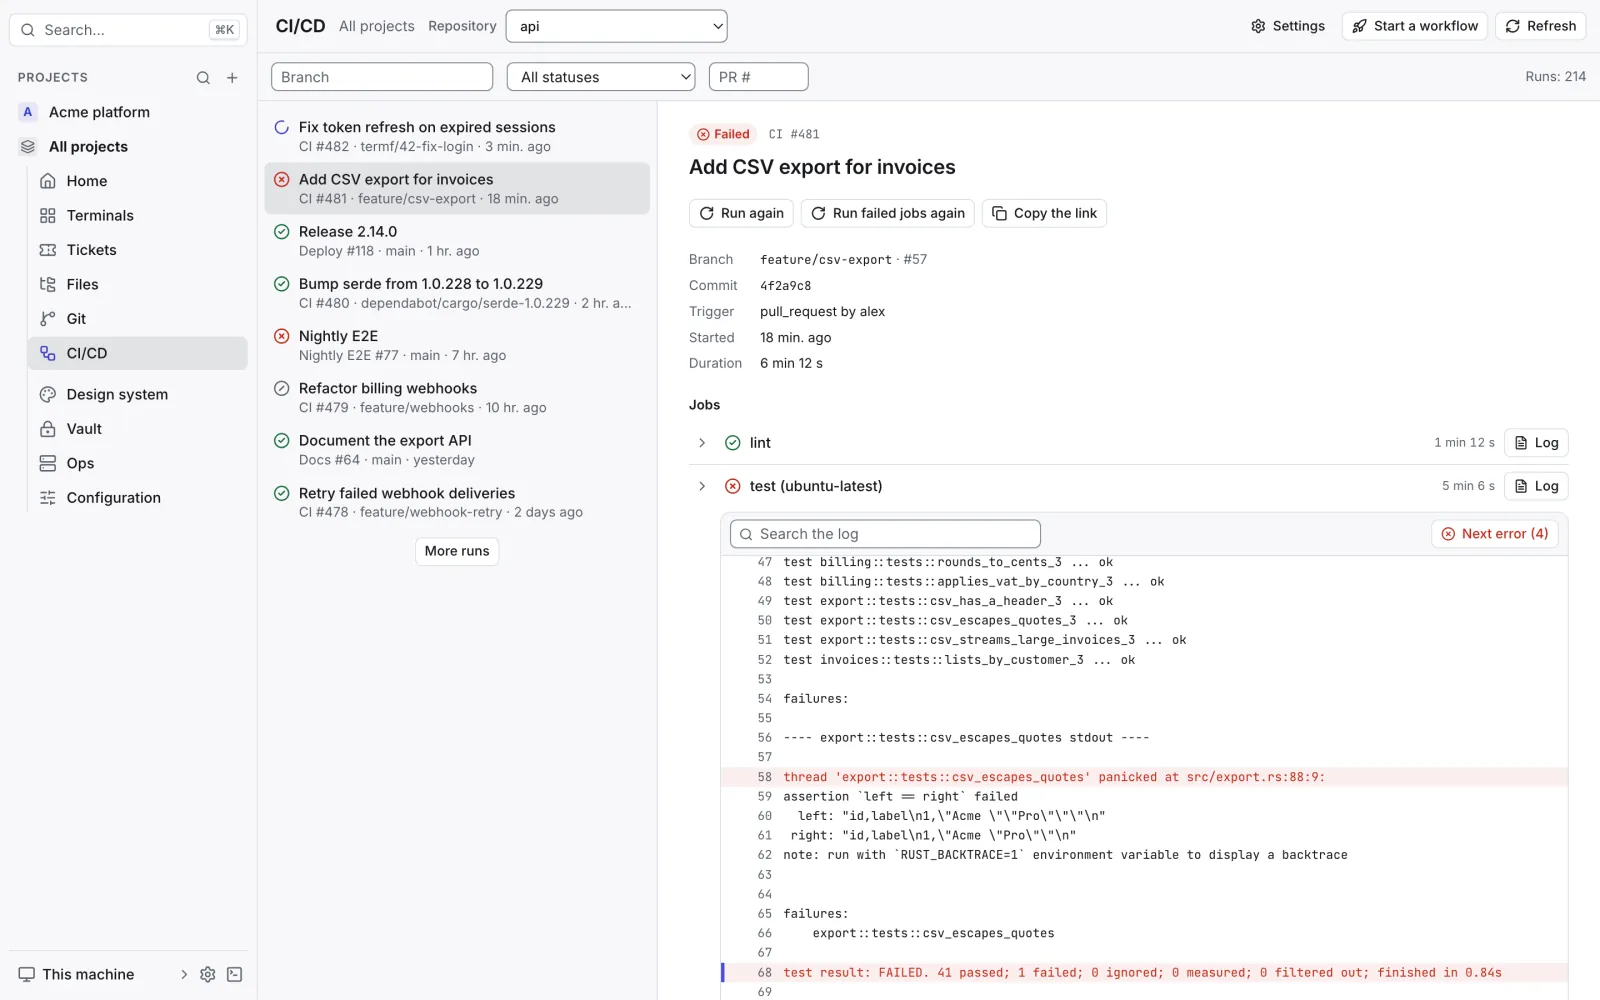 Search... ⌘K
PROJECTS
A Acme platform
All projects
Home
Terminals
Tickets
Files
Git
CI/CD
Design system
Vault
Ops
Configuration
This machine
CI/CD All projects Repository api
Settings Start a workflow Refresh
Branch All statuses PR # Runs: 214
Fix token refresh on expired sessions
CI #482 · termf/42-fix-login · 3 min. ago
Add CSV export for invoices
CI #481 · feature/csv-export · 18 min. ago
Release 2.14.0
Deploy #118 · main · 1 hr. ago
Bump serde from 1.0.228 to 1.0.229
CI #480 · dependabot/cargo/serde-1.0.229 · 2 hr. a...
Nightly E2E
Nightly E2E #77 · main · 7 hr. ago
Refactor billing webhooks
CI #479 · feature/webhooks · 10 hr. ago
Document the export API
Docs #64 · main · yesterday
Retry failed webhook deliveries
CI #478 · feature/webhook-retry · 2 days ago
More runs
Failed CI #481
Add CSV export for invoices
Run again Run failed jobs again Copy the link
Branch feature/csv-export · #57
Commit 4f2a9c8
Trigger pull_request by alex
Started 18 min. ago
Duration 6 min 12 s
Jobs
lint 1 min 12 s Log
test (ubuntu-latest) 5 min 6 s Log
Search the log Next error (4)
47 test billing::tests::rounds_to_cents_3 ... ok
48 test billing::tests::applies_vat_by_country_3 ... ok
49 test export::tests::csv_has_a_header_3 ... ok
50 test export::tests::csv_escapes_quotes_3 ... ok
51 test export::tests::csv_streams_large_invoices_3 ... ok
52 test invoices::tests::lists_by_customer_3 ... ok
53
54 failures:
55
56 ---- export::tests::csv_escapes_quotes stdout ----
57
58 thread 'export::tests::csv_escapes_quotes' panicked at src/export.rs:88:9:
59 assertion `left == right` failed
60 left: "id,label\n1,\"Acme \"\"Pro\"\"\"\n"
61 right: "id,label\n1,\"Acme \"Pro\"\"\n"
62 note: run with `RUST_BACKTRACE=1` environment variable to display a backtrace
63
64
65 failures:
66 export::tests::csv_escapes_quotes
67
68 test result: FAILED. 41 passed; 1 failed; 0 ignored; 0 measured; 0 filtered out; finished in 0.84s
69